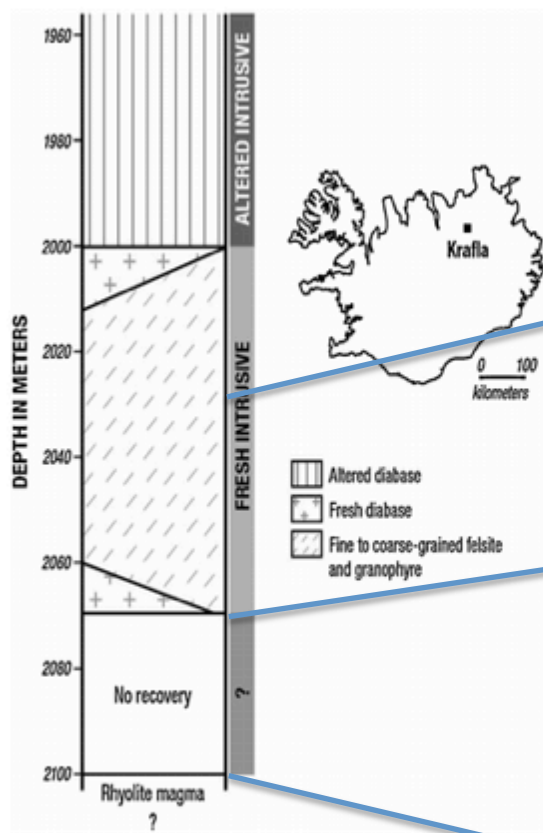 DEPTH IN METERS
1960
1980
2000
2020
2040
2060
2080
2100
ALTERED INTRUSIVE
FRESH INTRUSIVE
?
No recovery
Rhyolite magma
?
Krafla
0 100
kilometers
Altered diabase
Fresh diabase
Fine to coarse-grained felsite
and granophyre